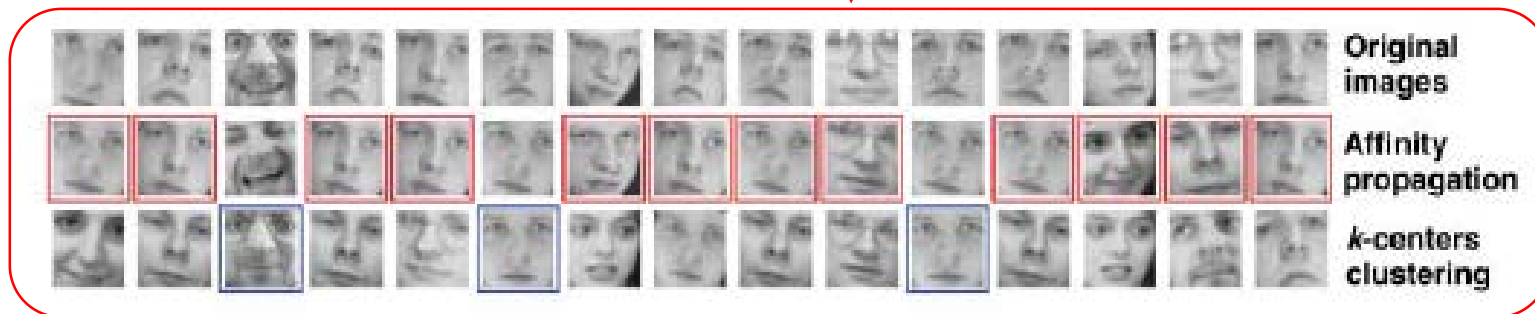 Original
images
Affinity
propagation
k-centers
clustering